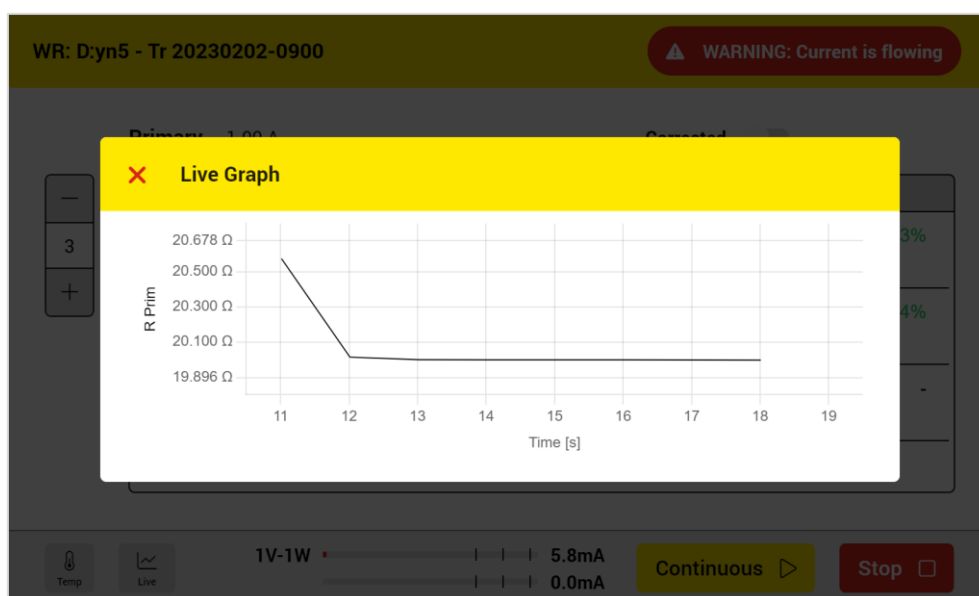 WR: D:yn5 - Tr 20230202-0900
WARNING: Current is flowing
Primary 1.00 A
Corrected
Live Graph
3
3%
4%
-
R Prim
20.678 Ω
20.500 Ω
20.300 Ω
20.100 Ω
19.896 Ω
11 12 13 14 15 16 17 18 19
Time [s]
Temp
Live
1V-1W 5.8mA
0.0mA
Continuous
Stop